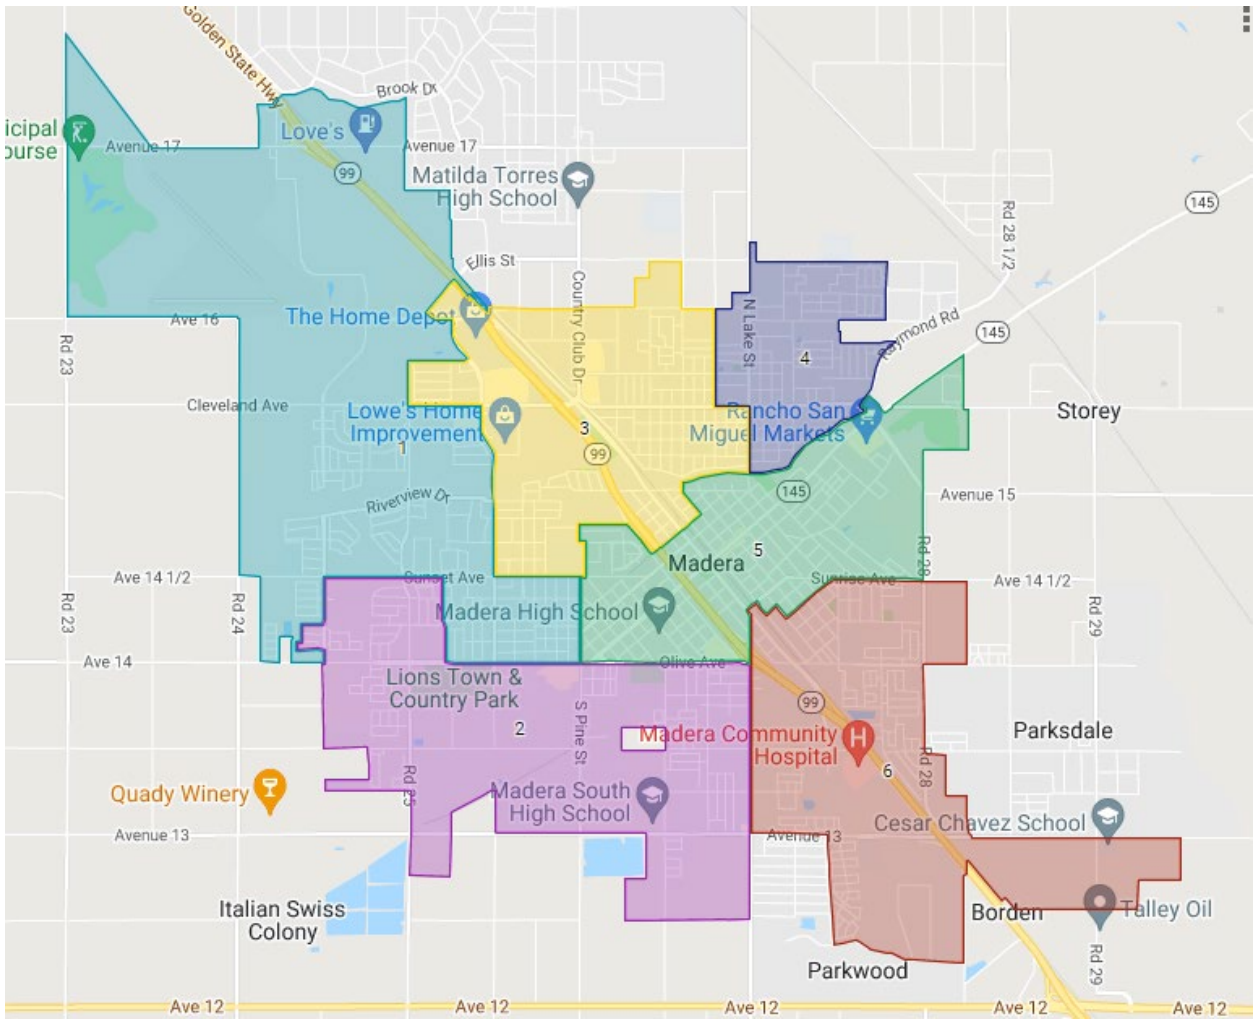 Golden State Hwy
Brook Dr
icipal
ourse
Avenue 17
Love's
Avenue 17
99
Matilda Torres
High School
145
Rd 28 1/2
Ellis St
Country Club Dr
N Lake St
The Home Depot
Ave 16
Raymond Rd
145
Rd 23
4
Cleveland Ave
Lowe's Home
Improvement
Rancho San
Miguel Markets
Storey
3
1
99
Riverview Dr
145
Avenue 15
Madera
5
Rd 28
Ave 14 1/2
Sunset Ave
Sunrise Ave
Ave 14 1/2
Rd 23
Rd 24
Madera High School
Rd 29
Ave 14
Olive Ave
Lions Town &
Country Park
S Pine St
99
2
Madera Community
Hospital
H
Parksdale
6
Rd 28
Rd 25
Quady Winery
Madera South
High School
Avenue 13
Avenue 13
Cesar Chavez School
Italian Swiss
Colony
Borden
Talley Oil
Parkwood
Rd 29
Ave 12
Ave 12
Ave 12
Ave 12
Ave 12